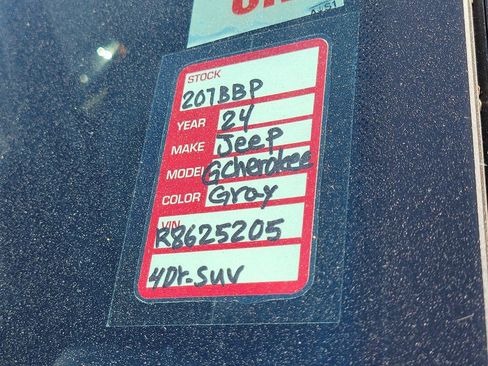 STOCK
207BBP
YEAR 24
MAKE Jeep
MODEL GCherokee
COLOR Gray
VIN
R8625205
4Dr-SUV